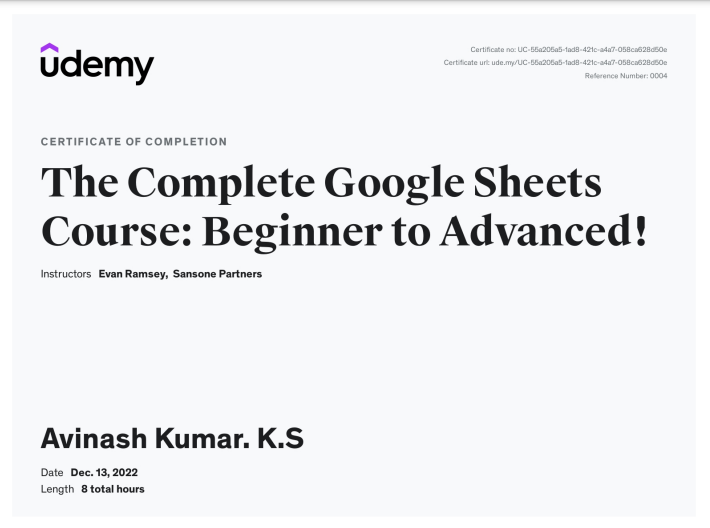 udemy
Certificate no: UC-55a205a5-fad8-421c-a4a7-058ca628d50e
Certificate url: ude.my/UC-55a205a5-fad8-421c-a4a7-058ca628d50e
Reference Number: 0004
CERTIFICATE OF COMPLETION
The Complete Google Sheets
Course: Beginner to Advanced!
Instructors Evan Ramsey, Sansone Partners
Avinash Kumar. K.S
Date Dec. 13, 2022
Length 8 total hours